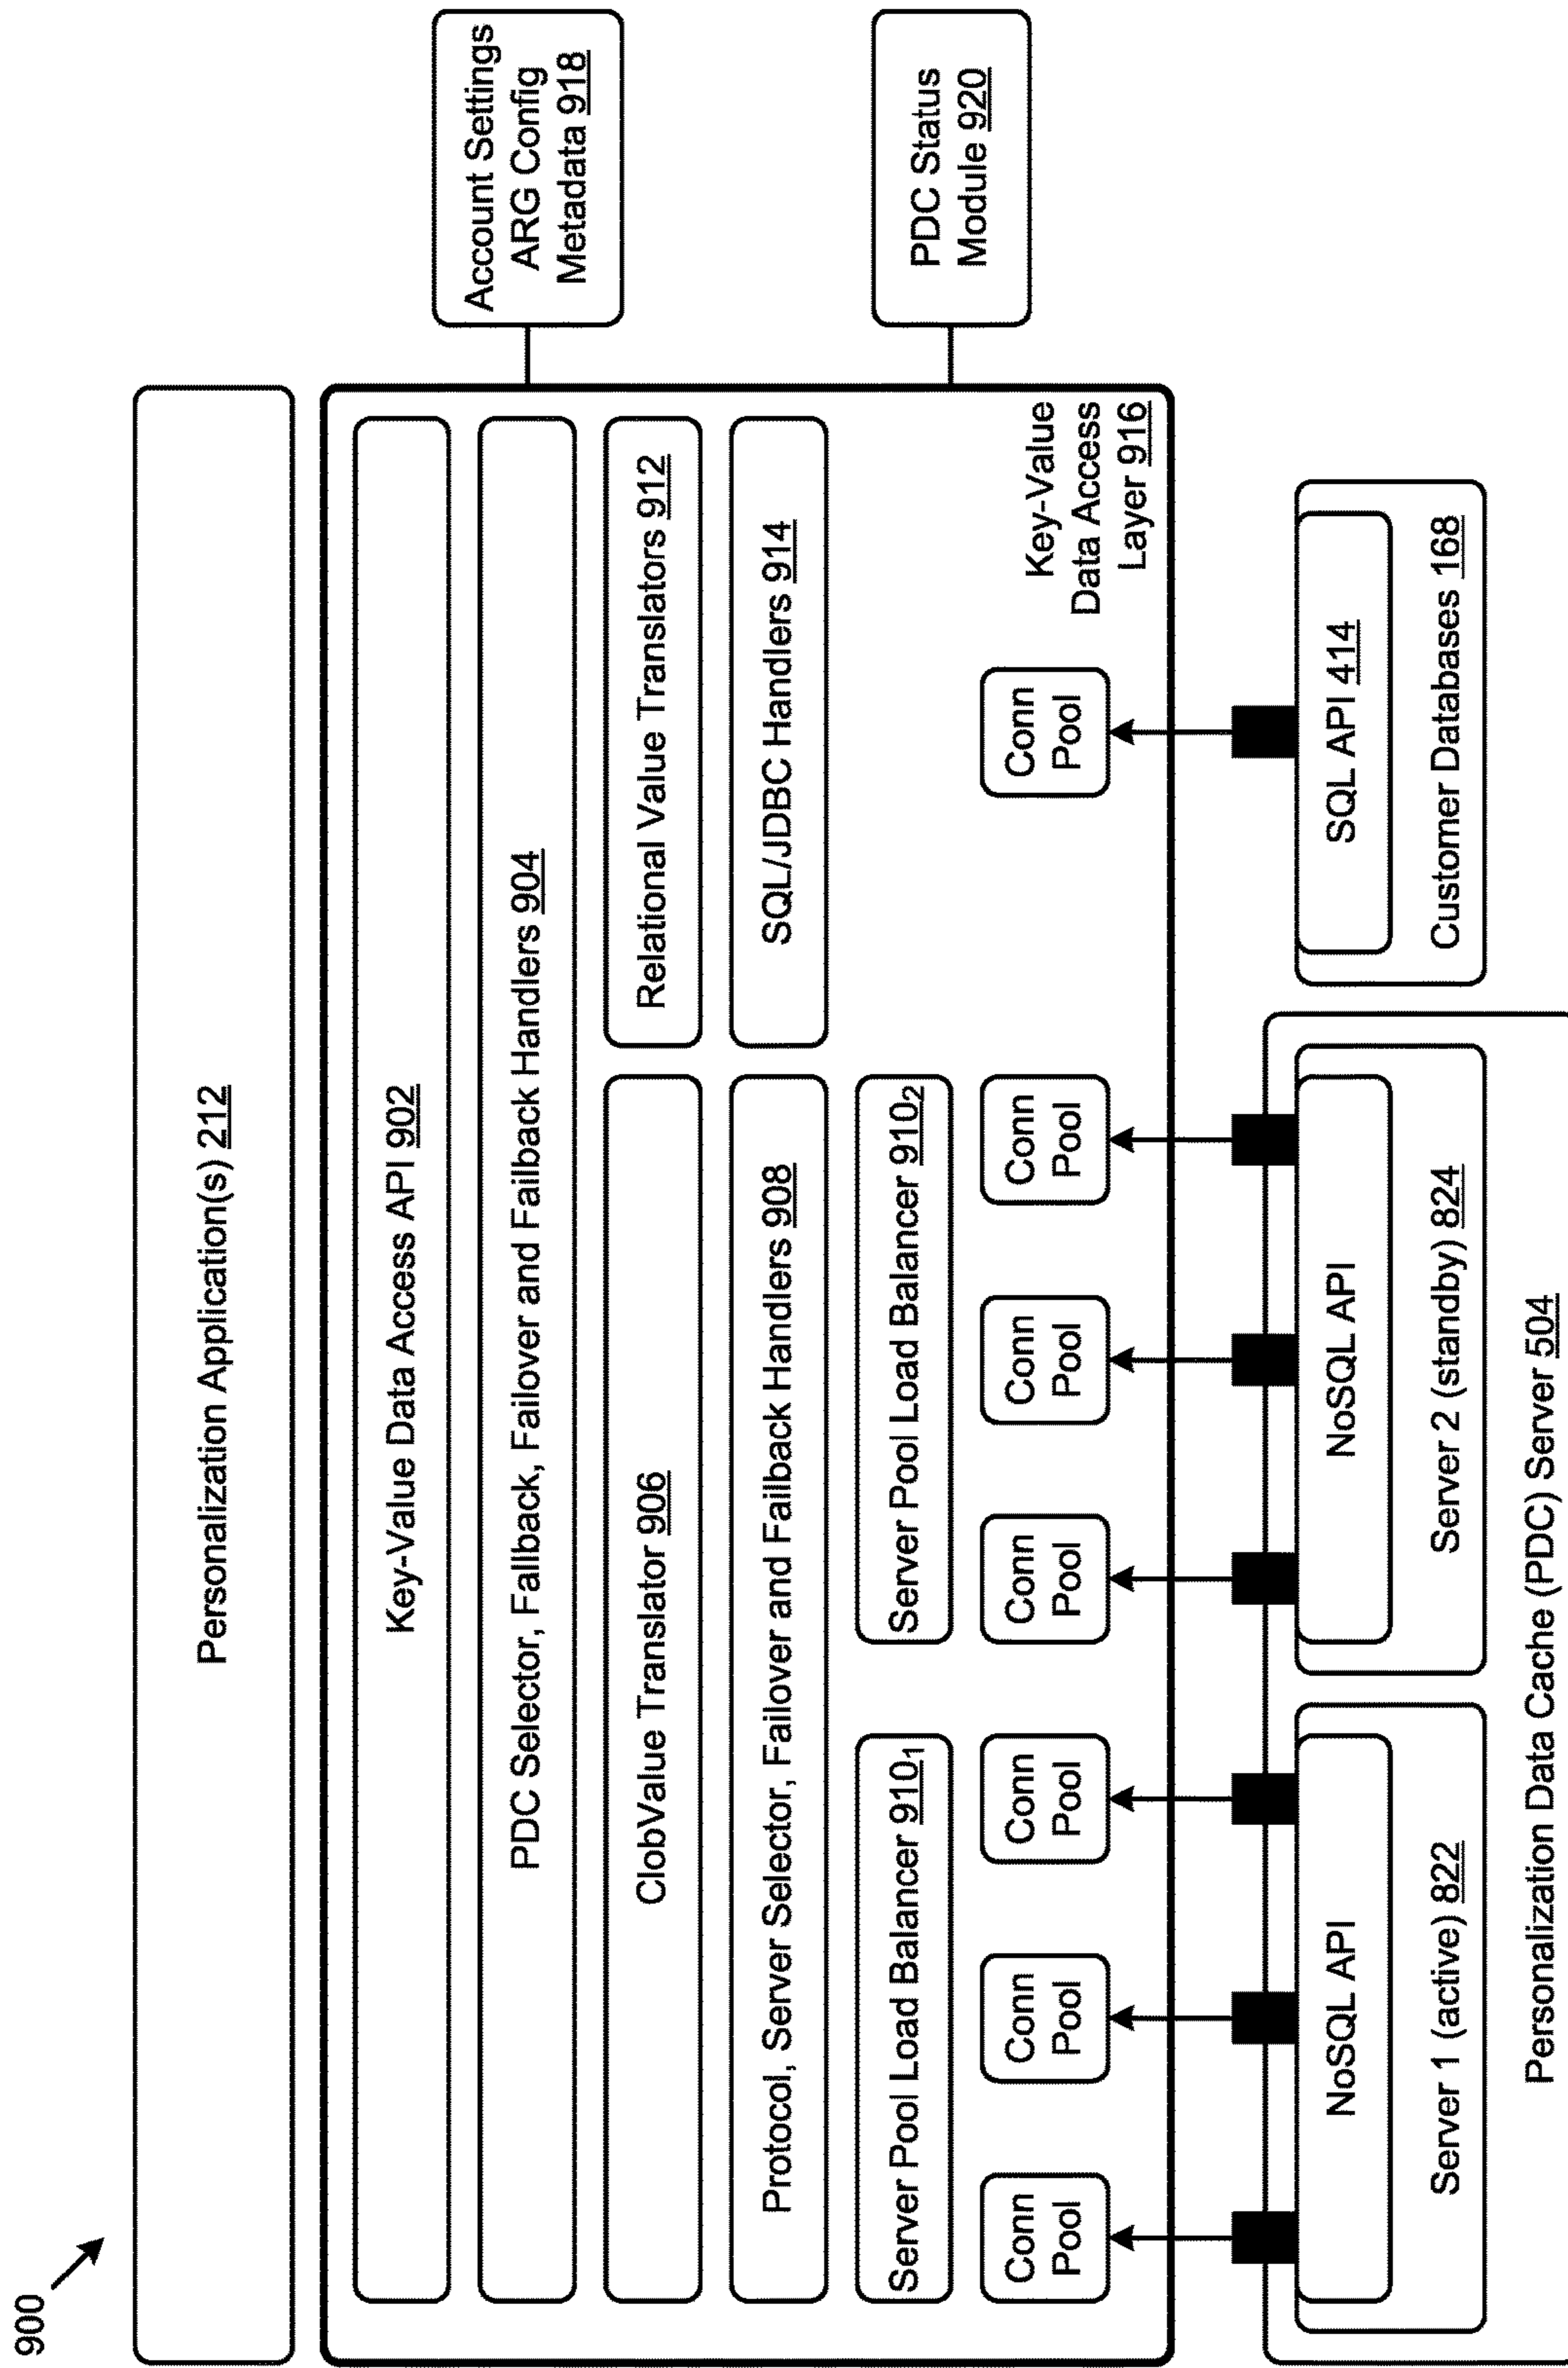 900
Personalization Application(s) 212
Key-Value Data Access API 902
PDC Selector, Fallback, Failover and Failback Handlers 904
Account Settings
ARG Config
Metadata 918
ClobValue Translator 906
Relational Value Translators 912
Protocol, Server Selector, Failover and Failback Handlers 908
SQL/JDBC Handlers 914
Server Pool Load Balancer 910₁
Server Pool Load Balancer 910₂
PDC Status
Module 920
Conn
Pool
Conn
Pool
Conn
Pool
Conn
Pool
Conn
Pool
Conn
Pool
Conn
Pool
Key-Value
Data Access
Layer 916
NoSQL API
Server 1 (active) 822
NoSQL API
Server 2 (standby) 824
SQL API 414
Customer Databases 168
Personalization Data Cache (PDC) Server 504